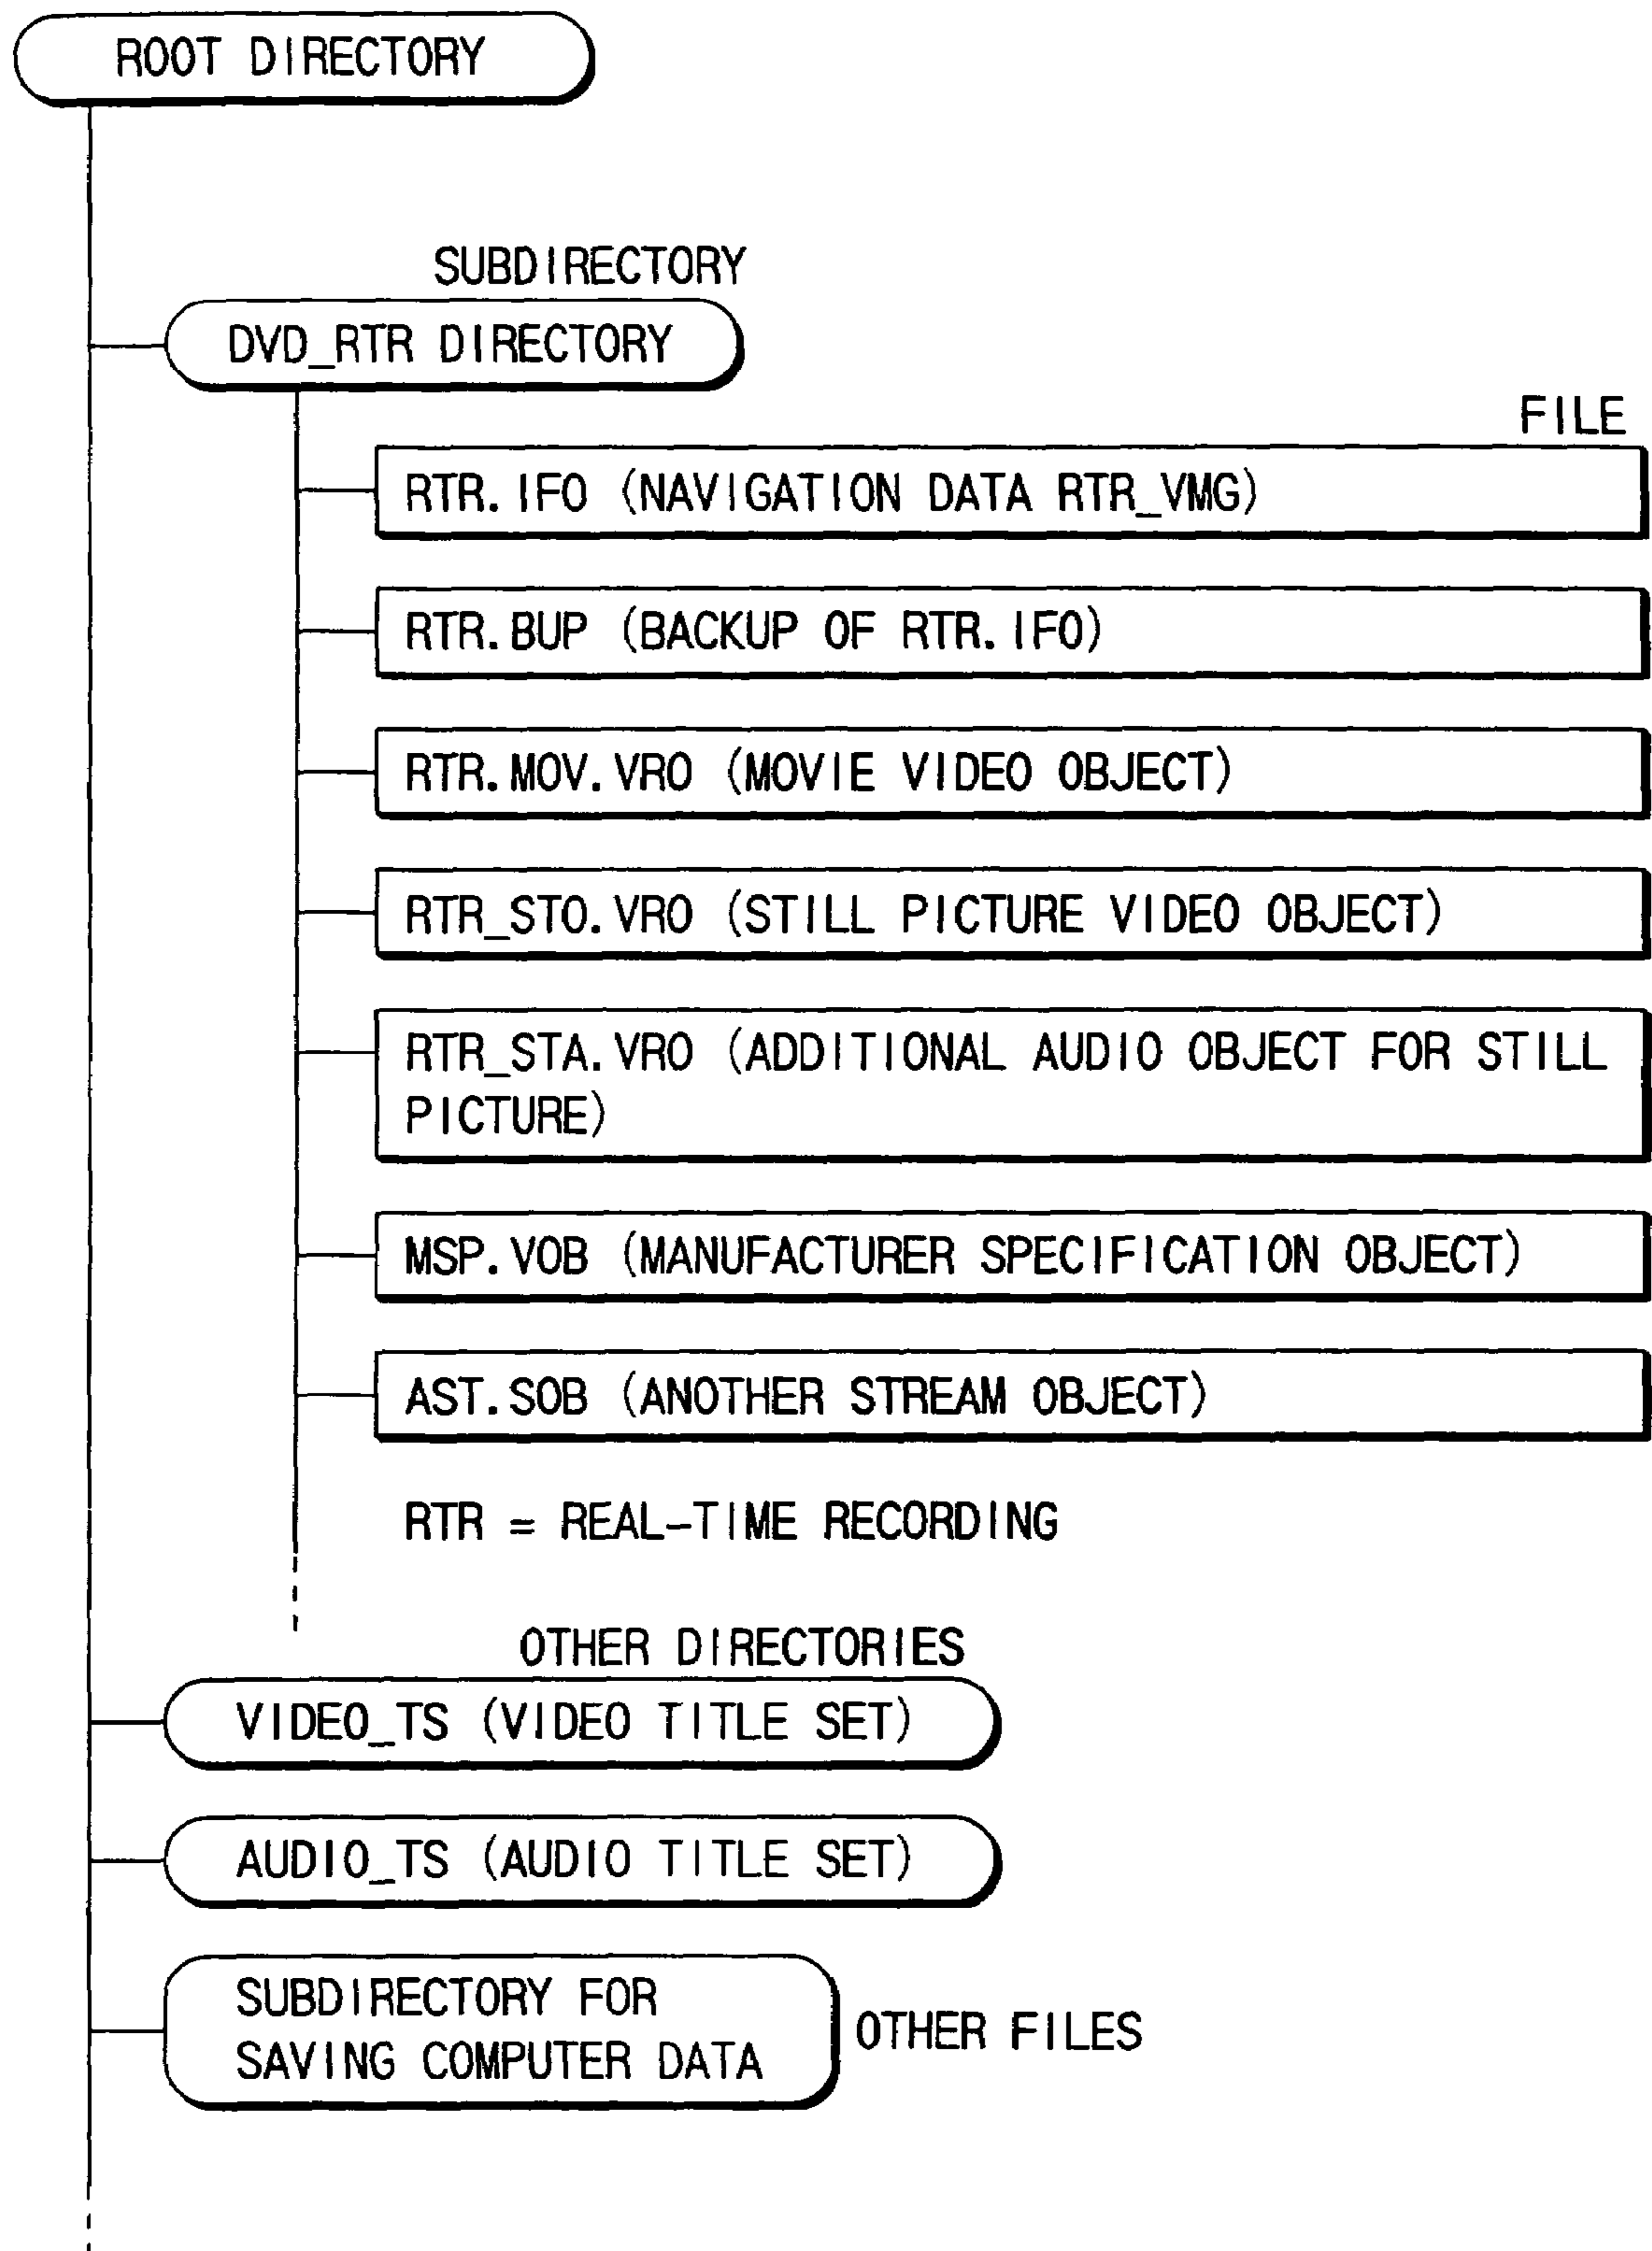 ROOT DIRECTORY
SUBDIRECTORY
DVD_RTR DIRECTORY
FILE
RTR.IFO (NAVIGATION DATA RTR_VMG)
RTR.BUP (BACKUP OF RTR.IFO)
RTR.MOV.VRO (MOVIE VIDEO OBJECT)
RTR_STO.VRO (STILL PICTURE VIDEO OBJECT)
RTR_STA.VRO (ADDITIONAL AUDIO OBJECT FOR STILL
PICTURE)
MSP.VOB (MANUFACTURER SPECIFICATION OBJECT)
AST.SOB (ANOTHER STREAM OBJECT)
RTR = REAL-TIME RECORDING
OTHER DIRECTORIES
VIDEO_TS (VIDEO TITLE SET)
AUDIO_TS (AUDIO TITLE SET)
SUBDIRECTORY FOR
SAVING COMPUTER DATA
OTHER FILES